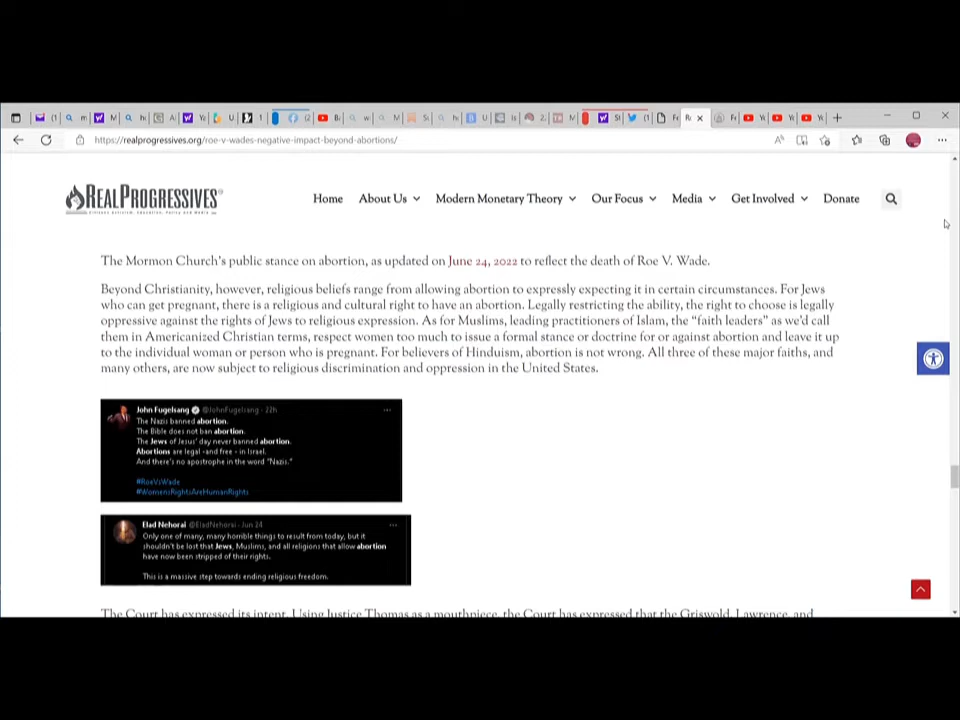 https://realprogressives.org/roe-v-wades-negative-impact-beyond-abortions/
REALPROGRESSIVES
Home About Us Modern Monetary Theory Our Focus Media Get Involved Donate
The Mormon Church's public stance on abortion, as updated on June 24, 2022 to reflect the death of Roe V. Wade.
Beyond Christianity, however, religious beliefs range from allowing abortion to expressly expecting it in certain circumstances. For Jews
who can get pregnant, there is a religious and cultural right to have an abortion. Legally restricting the ability, the right to choose is legally
oppressive against the rights of Jews to religious expression. As for Muslims, leading practitioners of Islam, the “faith leaders” as we'd call
them in Americanized Christian terms, respect women too much to issue a formal stance or doctrine for or against abortion and leave it up
to the individual woman or person who is pregnant. For believers of Hinduism, abortion is not wrong. All three of these major faiths, and
many others, are now subject to religious discrimination and oppression in the United States.
John Fugelsang @JohnFugelsang · 22h
The Nazis banned abortion.
The Bible does not ban abortion.
The Jews of Jesus' day never banned abortion.
Abortions are legal -and free - in Israel.
And there's no apostrophe in the word "Nazis."
#RoeVsWade
#WomensRightsAreHumanRights
Elad Nehorai @EladNehorai · Jun 24
Only one of many, many horrible things to result from today, but it
shouldn't be lost that Jews, Muslims, and all religions that allow abortion
have now been stripped of their rights.
This is a massive step towards ending religious freedom.
The Court has expressed its intent. Using Justice Thomas as a mouthpiece, the Court has expressed that the Griswold, Lawrence, and